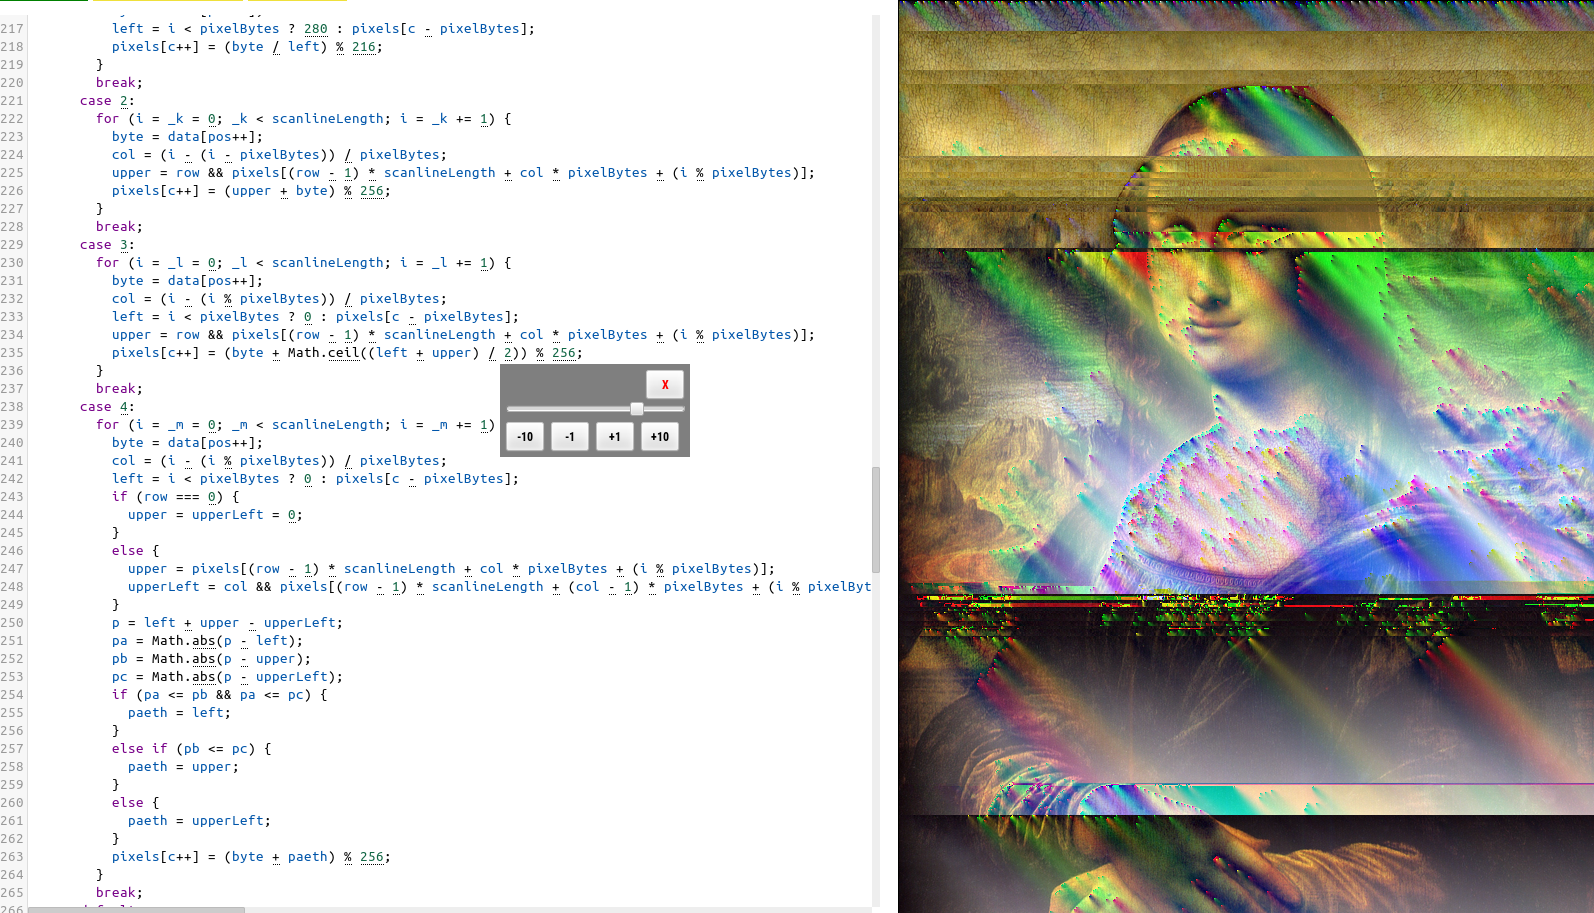 217 left = i < pixelBytes ? 280 : pixels[c - pixelBytes];
218 pixels[c++] = (byte / left) % 216;
219 }
220 break;
221 case 2:
222 for (i = _k = 0; _k < scanlineLength; i = _k += 1) {
223 byte = data[pos++];
224 col = (i - (i - pixelBytes)) / pixelBytes;
225 upper = row && pixels[(row - 1) * scanlineLength + col * pixelBytes + (i % pixelBytes)];
226 pixels[c++] = (upper + byte) % 256;
227 }
228 break;
229 case 3:
230 for (i = _l = 0; _l < scanlineLength; i = _l += 1) {
231 byte = data[pos++];
232 col = (i - (i % pixelBytes)) / pixelBytes;
233 left = i < pixelBytes ? 0 : pixels[c - pixelBytes];
234 upper = row && pixels[(row - 1) * scanlineLength + col * pixelBytes + (i % pixelBytes)];
235 pixels[c++] = (byte + Math.ceil((left + upper) / 2)) % 256;
236 }
237 break;
X
238 case 4:
239 for (i = _m = 0; _m < scanlineLength; i = _m += 1)
-10 -1 +1 +10
240 byte = data[pos++];
241 col = (i - (i % pixelBytes)) / pixelBytes;
242 left = i < pixelBytes ? 0 : pixels[c - pixelBytes];
243 if (row === 0) {
244 upper = upperLeft = 0;
245 }
246 else {
247 upper = pixels[(row - 1) * scanlineLength + col * pixelBytes + (i % pixelBytes)];
248 upperLeft = col && pixels[(row - 1) * scanlineLength + (col - 1) * pixelBytes + (i % pixelByt
249 }
250 p = left + upper - upperLeft;
251 pa = Math.abs(p - left);
252 pb = Math.abs(p - upper);
253 pc = Math.abs(p - upperLeft);
254 if (pa <= pb && pa <= pc) {
255 paeth = left;
256 }
257 else if (pb <= pc) {
258 paeth = upper;
259 }
260 else {
261 paeth = upperLeft;
262 }
263 pixels[c++] = (byte + paeth) % 256;
264 }
265 break;
266